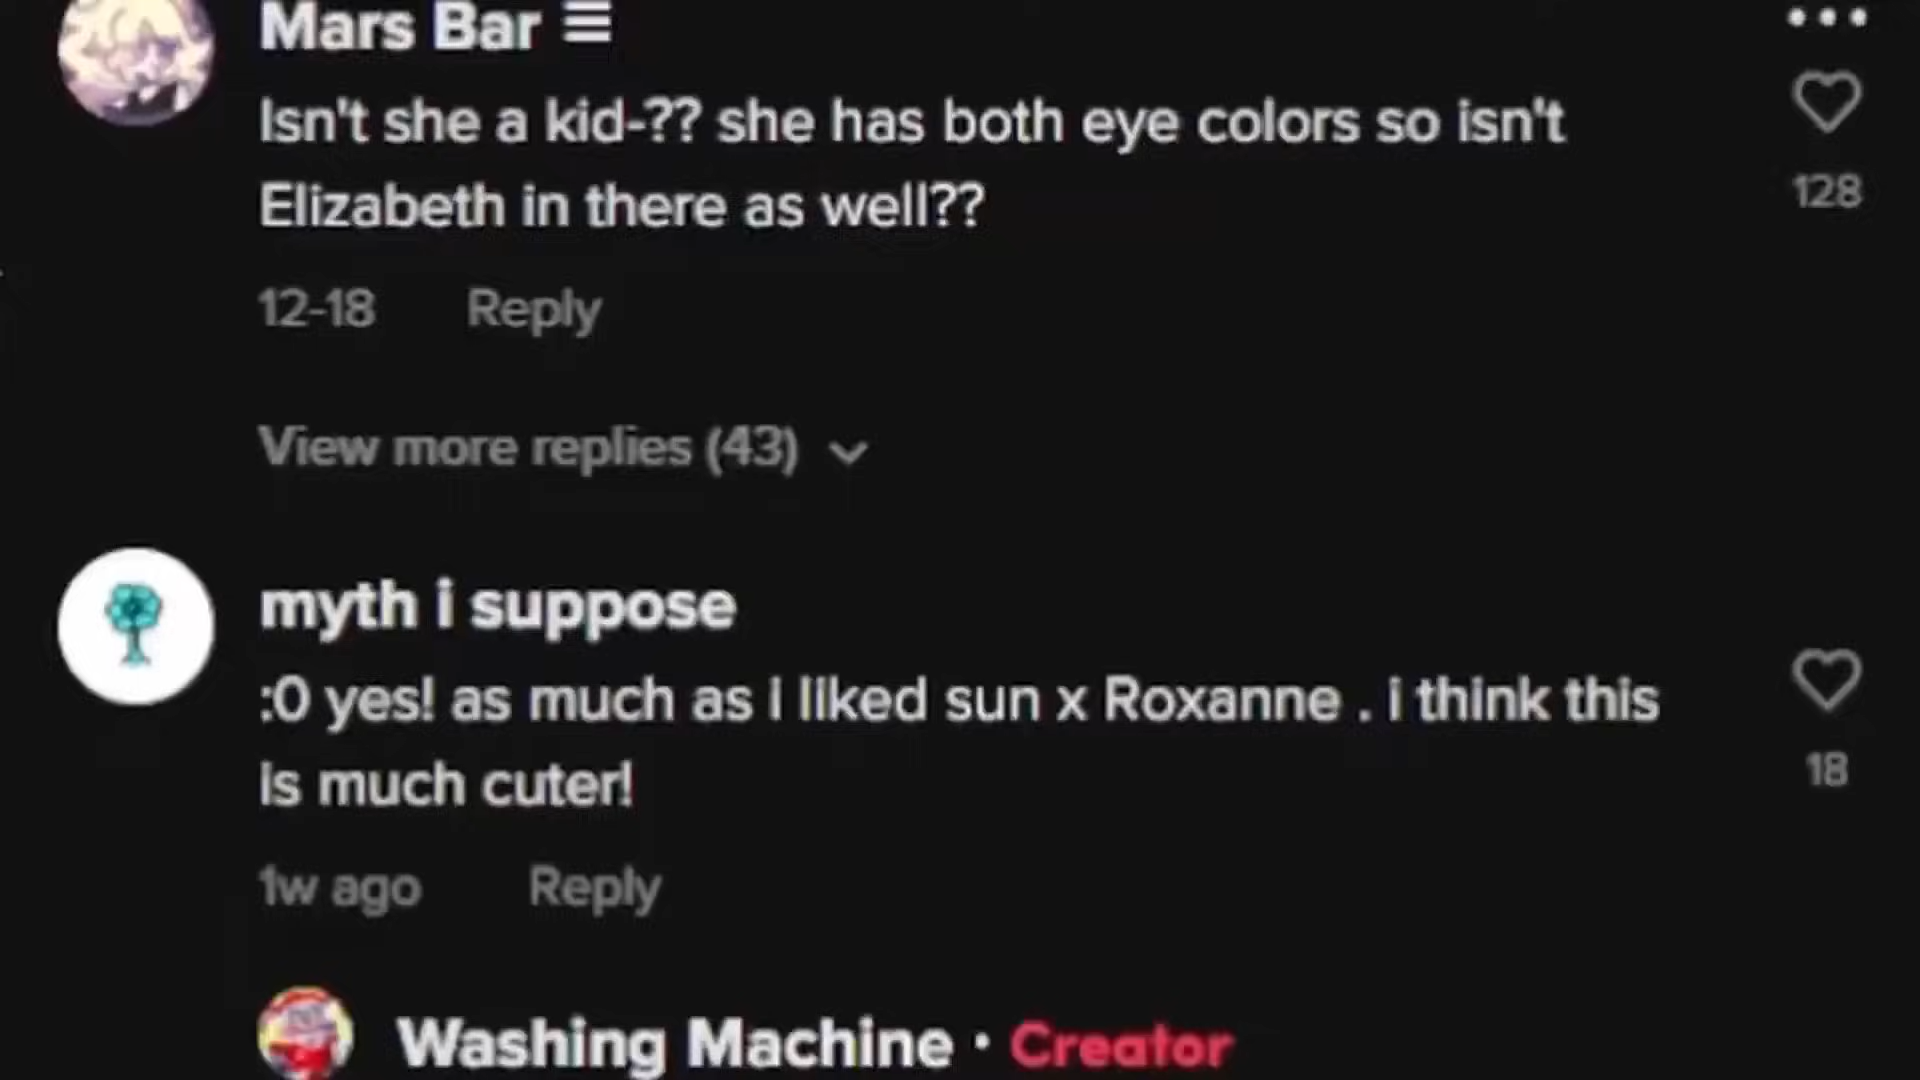 Mars Bar
Isn't she a kid-?? she has both eye colors so isn't
Elizabeth in there as well??
128
12-18 Reply
View more replies (43)
myth i suppose
:0 yes! as much as i liked sun x Roxanne . i think this
is much cuter!
18
1w ago Reply
Washing Machine · Creator